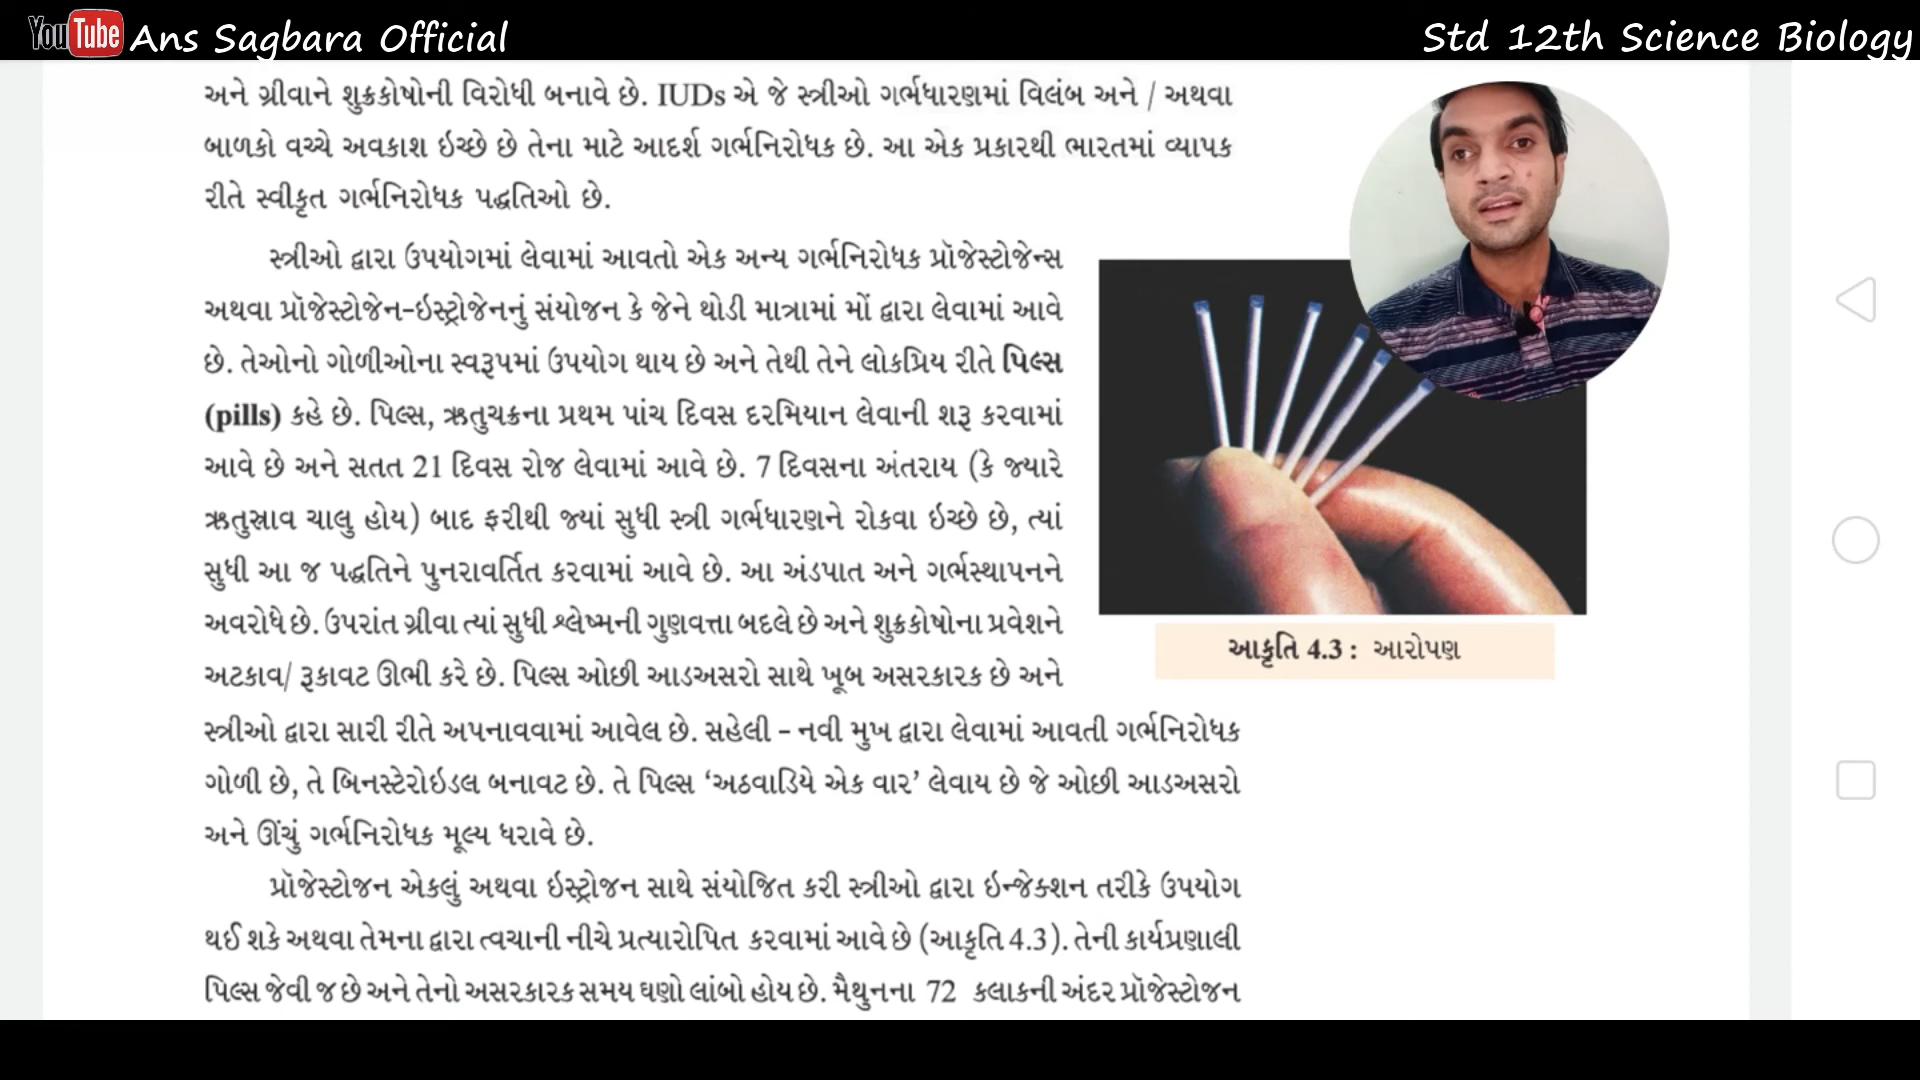 YouTube Ans Sagbara Official
Std 12th Science Biology
અને ગ્રીવાને શુક્રકોષોની વિરોધી બનાવે છે. IUDs એ જે સ્ત્રીઓ ગર્ભધારણમાં વિલંબ અને / અથવા
બાળકો વચ્ચે અવકાશ ઇચ્છે છે તેના માટે આદર્શ ગર્ભનિરોધક છે. આ એક પ્રકારથી ભારતમાં વ્યાપક
રીતે સ્વીકૃત ગર્ભનિરોધક પદ્ધતિઓ છે.
સ્ત્રીઓ દ્વારા ઉપયોગમાં લેવામાં આવતો એક અન્ય ગર્ભનિરોધક પ્રૉજેસ્ટોજેન્સ
અથવા પ્રૉજેસ્ટોજેન-ઇસ્ટ્રોજેનનું સંયોજન કે જેને થોડી માત્રામાં મોં દ્વારા લેવામાં આવે
છે. તેઓનો ગોળીઓના સ્વરૂપમાં ઉપયોગ થાય છે અને તેથી તેને લોકપ્રિય રીતે પિલ્સ
(pills) કહે છે. પિલ્સ, ઋતુચક્રના પ્રથમ પાંચ દિવસ દરમિયાન લેવાની શરૂ કરવામાં
આવે છે અને સતત 21 દિવસ રોજ લેવામાં આવે છે. 7 દિવસના અંતરાય (કે જ્યારે
ઋતુસ્રાવ ચાલુ હોય) બાદ ફરીથી જ્યાં સુધી સ્ત્રી ગર્ભધારણને રોકવા ઇચ્છે છે, ત્યાં
સુધી આ જ પદ્ધતિને પુનરાવર્તિત કરવામાં આવે છે. આ અંડપાત અને ગર્ભસ્થાપનને
અવરોધે છે. ઉપરાંત ગ્રીવા ત્યાં સુધી શ્લેષ્મની ગુણવત્તા બદલે છે અને શુક્રકોષોના પ્રવેશને
અટકાવ/ રૂકાવટ ઊભી કરે છે. પિલ્સ ઓછી આડઅસરો સાથે ખૂબ અસરકારક છે અને
સ્ત્રીઓ દ્વારા સારી રીતે અપનાવવામાં આવેલ છે. સહેલી – નવી મુખ દ્વારા લેવામાં આવતી ગર્ભનિરોધક
ગોળી છે, તે બિનસ્ટેરોઇડલ બનાવટ છે. તે પિલ્સ ‘અઠવાડિયે એક વાર’ લેવાય છે જે ઓછી આડઅસરો
અને ઊંચું ગર્ભનિરોધક મૂલ્ય ધરાવે છે.
આકૃતિ 4.3 : આરોપણ
પ્રૉજેસ્ટોજન એકલું અથવા ઇસ્ટ્રોજન સાથે સંયોજિત કરી સ્ત્રીઓ દ્વારા ઇન્જેક્શન તરીકે ઉપયોગ
થઈ શકે અથવા તેમના દ્વારા ત્વચાની નીચે પ્રત્યારોપિત કરવામાં આવે છે (આકૃતિ 4.3). તેની કાર્યપ્રણાલી
પિલ્સ જેવી જ છે અને તેનો અસરકારક સમય ઘણો લાંબો હોય છે. મૈથુનના 72 કલાકની અંદર પ્રૉજેસ્ટોજન